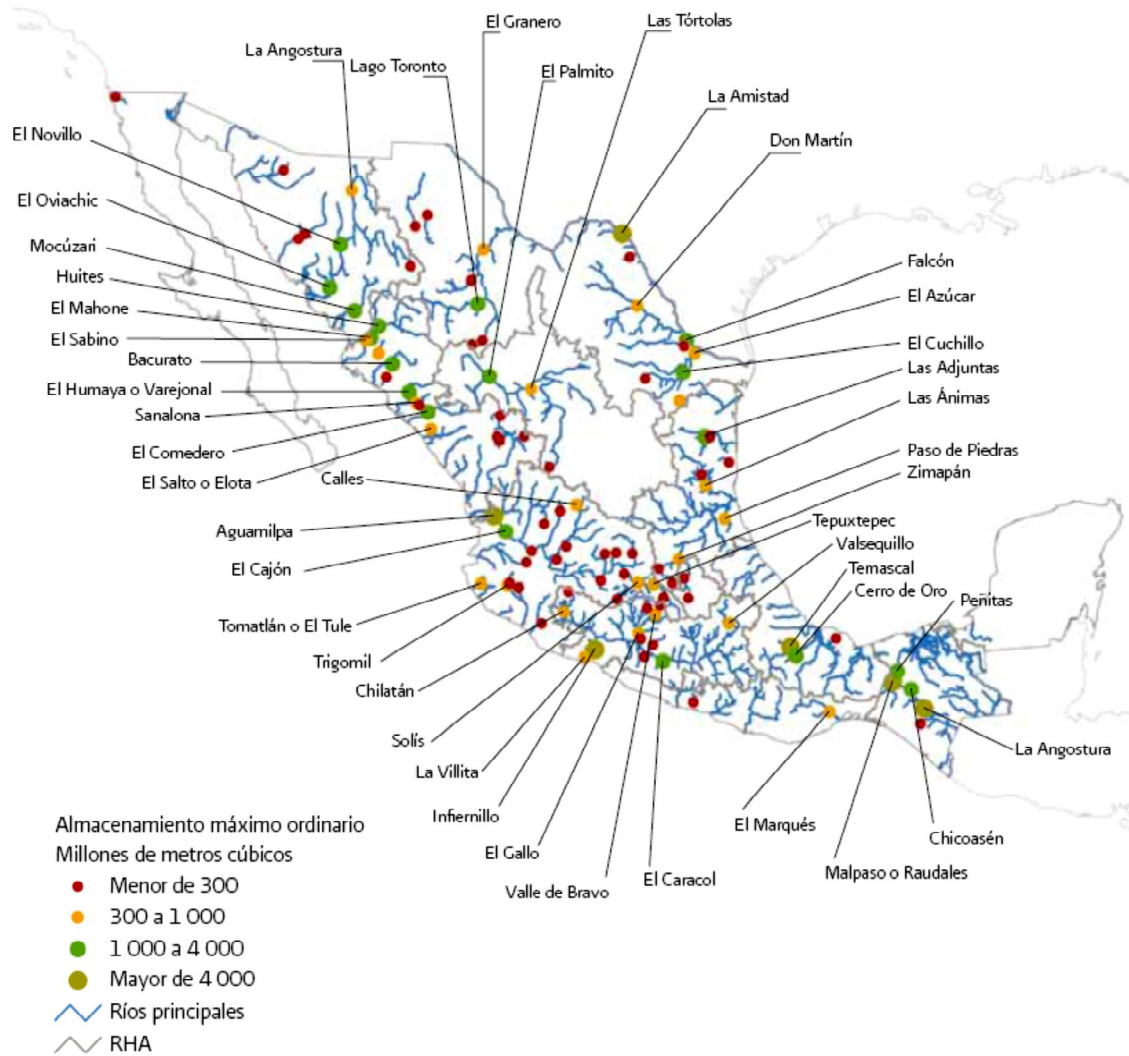 El Granero
Las Tórtolas
La Angostura
Lago Toronto
El Palmito
La Amistad
El Novillo
Don Martín
El Oviachic
Mocúzari
Huites
Falcón
El Mahone
El Azúcar
El Sabino
El Cuchillo
Bacurato
Las Adjuntas
El Humaya o Varejonal
Las Ánimas
Sanalona
El Comedero
Paso de Piedras
El Salto o Elota
Calles
Zimapán
Tepuxtepec
Aguamilpa
Valsequillo
Temascal
El Cajón
Cerro de Oro
Peñitas
Tomatlán o El Tule
Trigomil
Chilatán
Solís
La Angostura
La Villita
Infiernillo
El Marqués
Chicoasén
El Gallo
Malpaso o Raudales
Valle de Bravo
El Caracol
Almacenamiento máximo ordinario
Millones de metros cúbicos
Menor de 300
300 a 1 000
1 000 a 4 000
Mayor de 4 000
Ríos principales
RHA